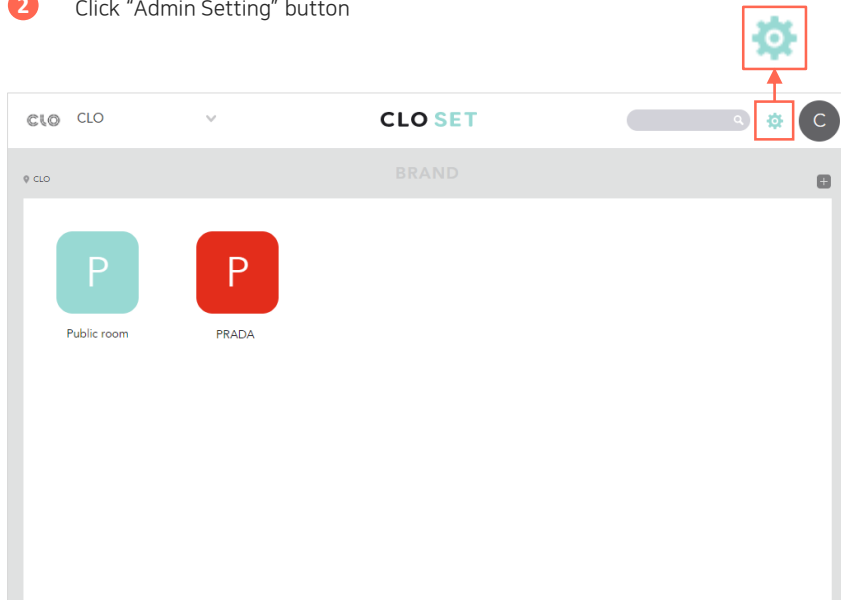 2 Click “Admin Setting” button
CLO CLO CLO SET C
CLO BRAND
P P
Public room PRADA